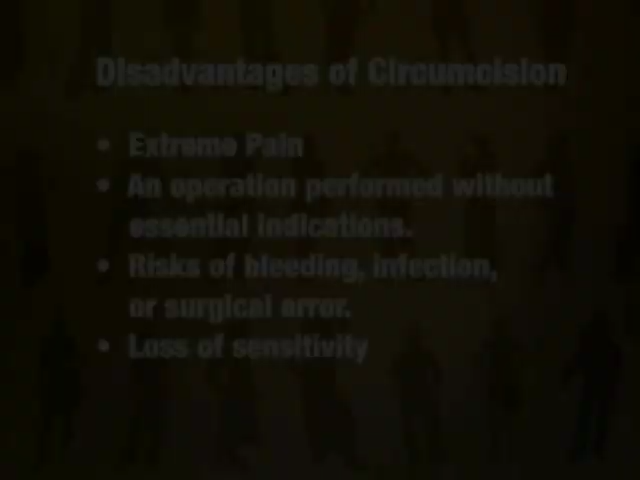 Disadvantages of Circumcision
• Extreme Pain
• An operation performed without
essential indications.
• Risks of bleeding, infection,
or surgical error.
• Loss of sensitivity